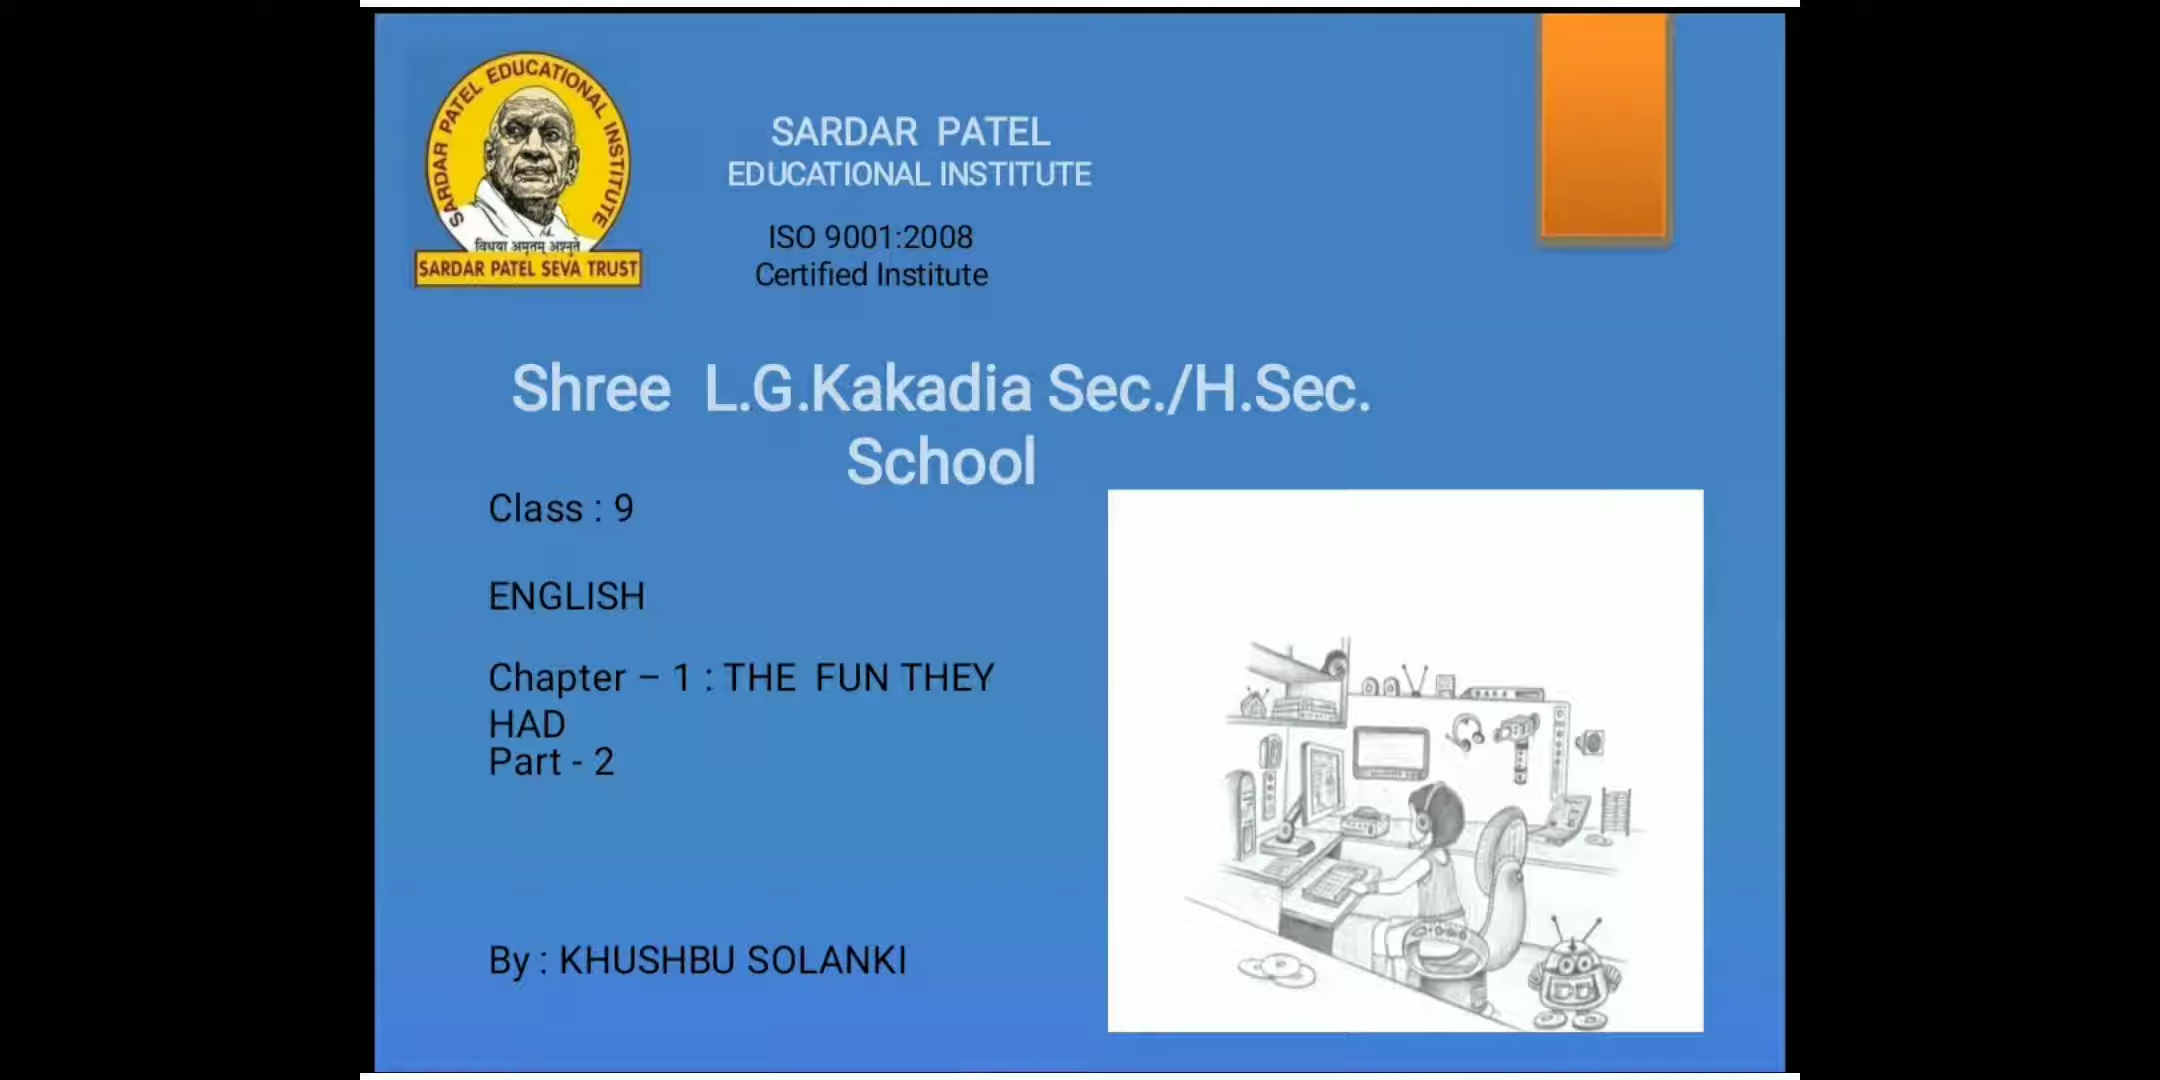 SARDAR PATEL EDUCATIONAL INSTITUTE
विधया अमृतम् अश्नुते
SARDAR PATEL SEVA TRUST
SARDAR PATEL
EDUCATIONAL INSTITUTE
ISO 9001:2008
Certified Institute
Shree L.G.Kakadia Sec./H.Sec.
School
Class : 9
ENGLISH
Chapter – 1 : THE FUN THEY
HAD
Part - 2
By : KHUSHBU SOLANKI